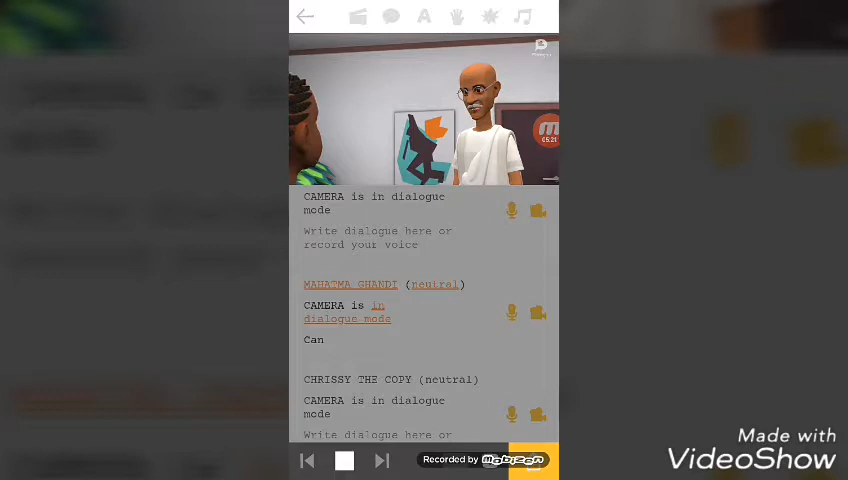 05:21
CAMERA is in dialogue
mode
Write dialogue here or
record your voice
MAHATMA GHANDI (neutral)
CAMERA is in
dialogue mode
Can
CHRISSY THE COPY (neutral)
CAMERA is in dialogue
mode
Write dialogue here or
Recorded by mobizen
Made with
VideoShow